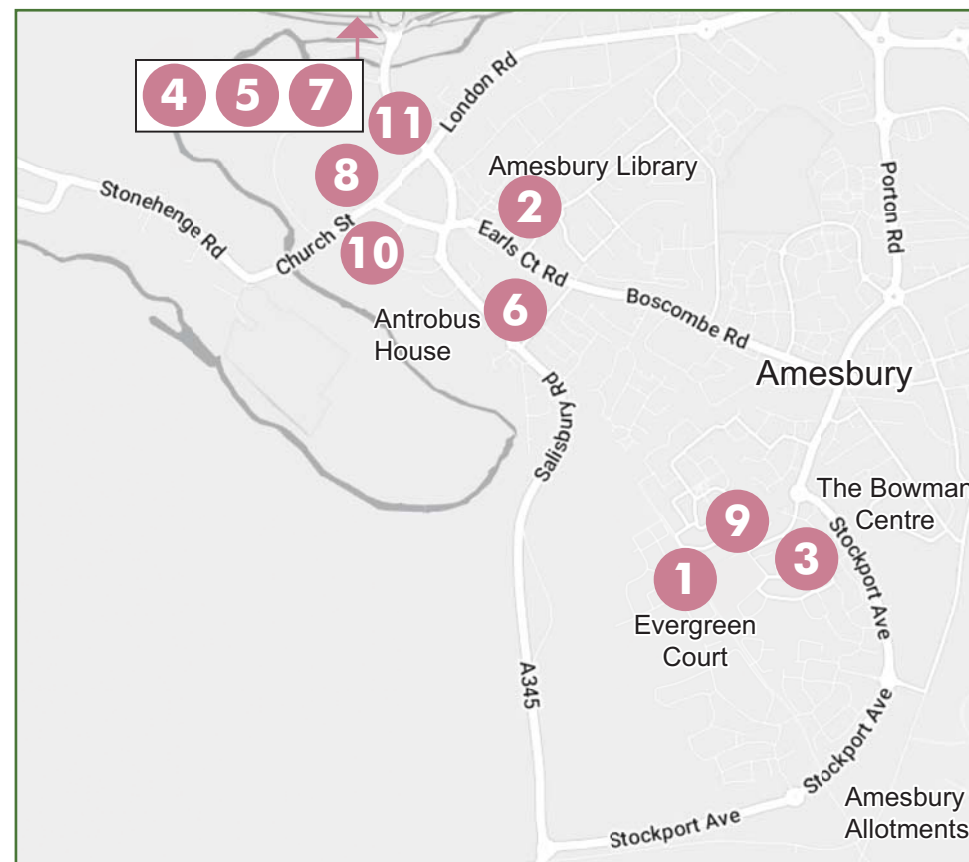 4 5 7
11
London Rd
8
Amesbury Library
2
Stonehenge Rd
Church St
10
Earls Ct Rd
Porton Rd
6
Antrobus
House
Boscombe Rd
Amesbury
Salisbury Rd
The Bowman
Centre
9
3
Stockport Ave
1
Evergreen
Court
A345
Stockport Ave
Amesbury
Allotments
Stockport Ave